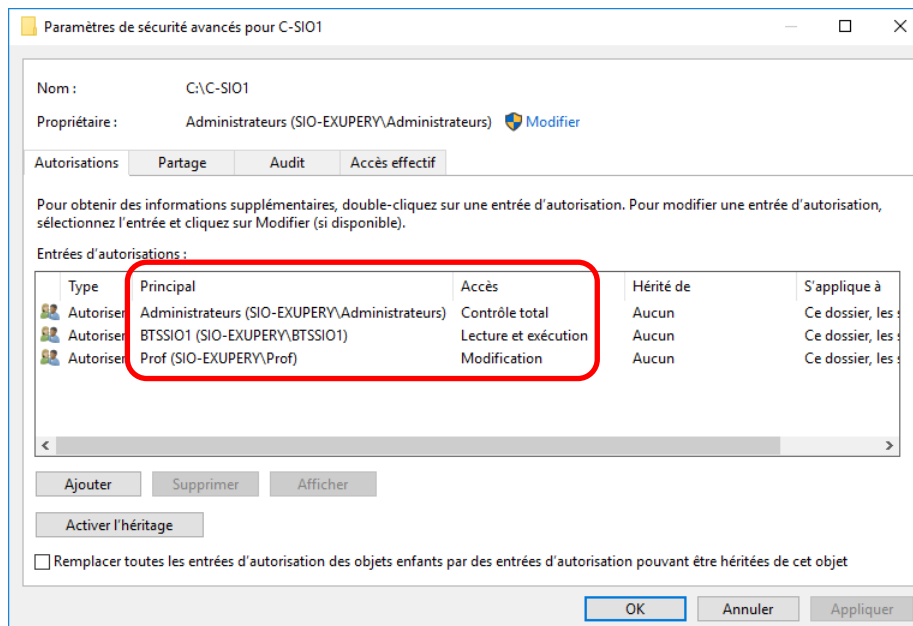 Paramètres de sécurité avancés pour C-SIO1
Nom : C:\C-SIO1
Propriétaire : Administrateurs (SIO-EXUPERY\Administrateurs) Modifier
Autorisations Partage Audit Accès effectif
Pour obtenir des informations supplémentaires, double-cliquez sur une entrée d'autorisation. Pour modifier une entrée d'autorisation,
sélectionnez l'entrée et cliquez sur Modifier (si disponible).
Entrées d'autorisations :
Type Principal Accès Hérité de S'applique à
Autoriser Administrateurs (SIO-EXUPERY\Administrateurs) Contrôle total Aucun Ce dossier, les
Autoriser BTSSIO1 (SIO-EXUPERY\BTSSIO1) Lecture et exécution Aucun Ce dossier, les
Autoriser Prof (SIO-EXUPERY\Prof) Modification Aucun Ce dossier, les
Ajouter Supprimer Afficher
Activer l'héritage
Remplacer toutes les entrées d'autorisation des objets enfants par des entrées d'autorisation pouvant être héritées de cet objet
OK Annuler Appliquer